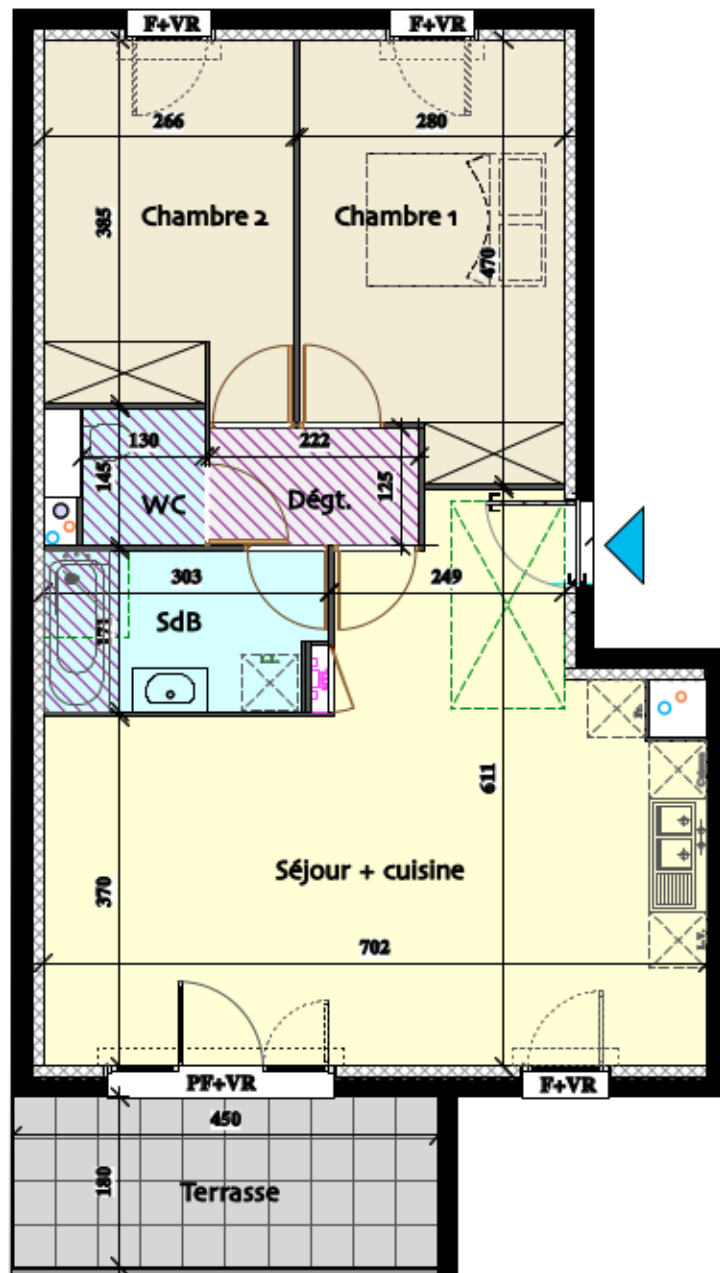 F+VR F+VR
266 280
385
Chambre 2 Chambre 1
470
130 222
145 125
WC Dégt.
303 249
SdB
171
611
Séjour + cuisine
370
702
L.V.
PF+VR F+VR
450
180
Terrasse